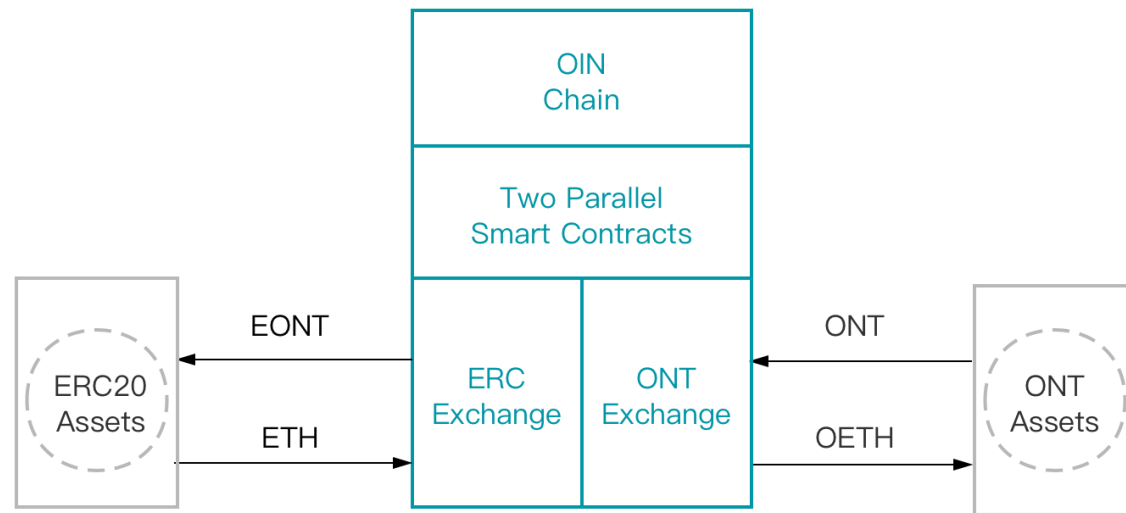 OIN
Chain
Two Parallel
Smart Contracts
EONT
ONT
ERC20
Assets
ERC
Exchange
ONT
Exchange
ONT
Assets
ETH
OETH